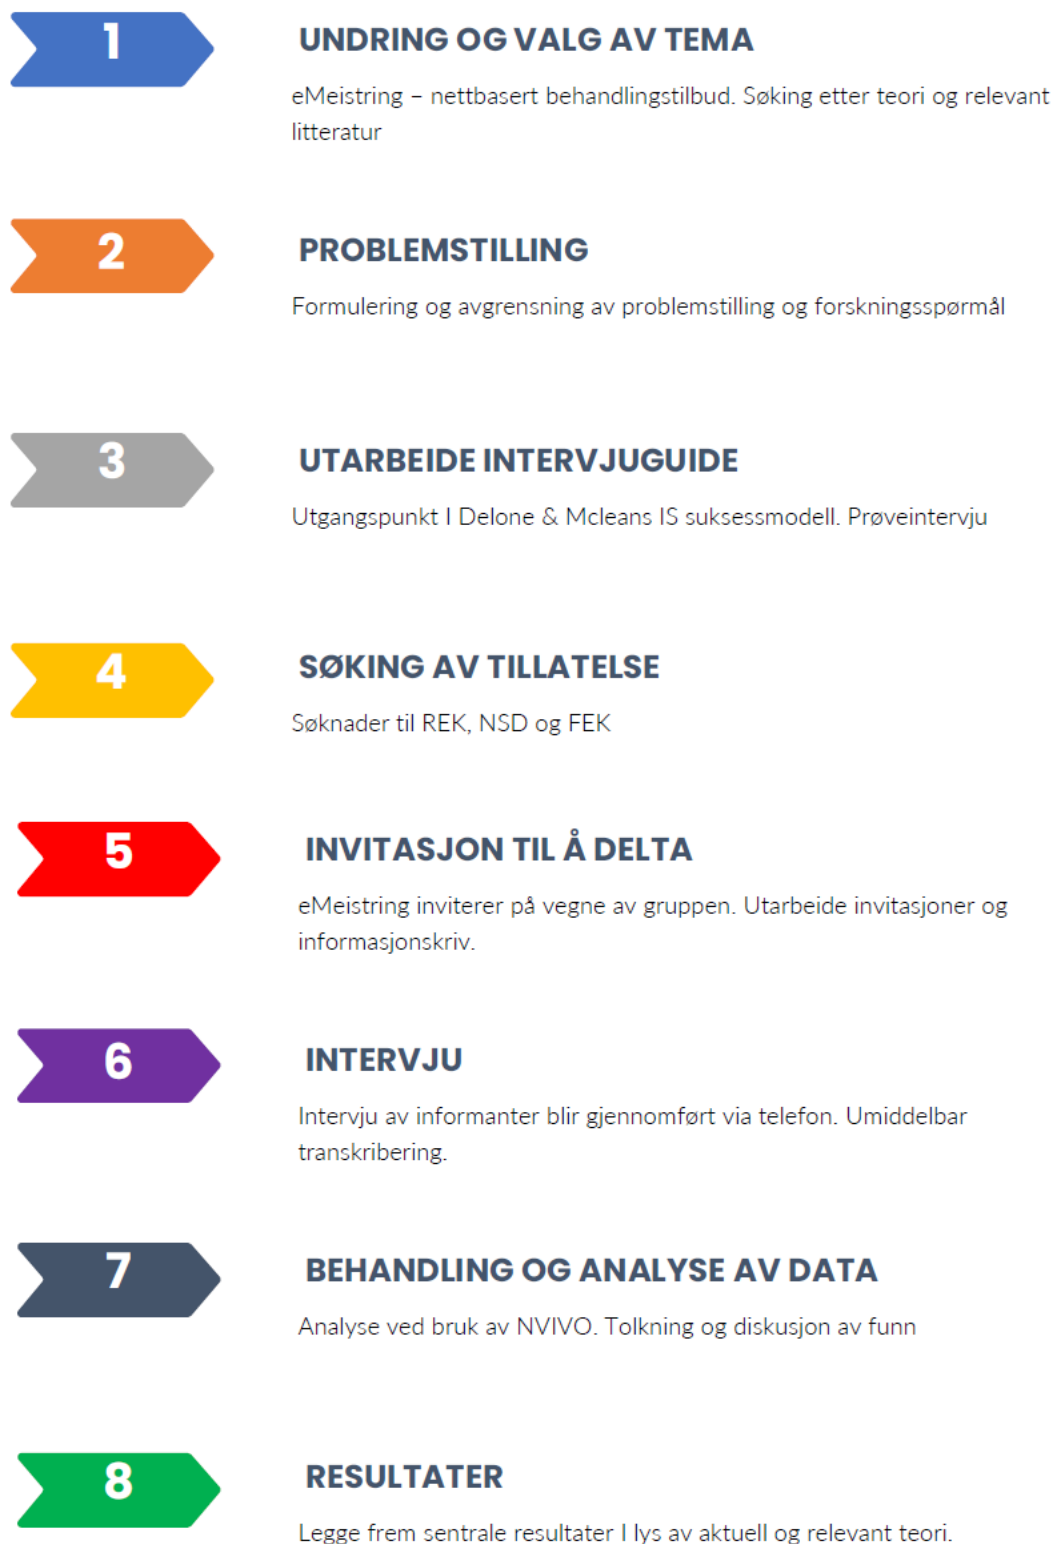 1
UNDRING OG VALG AV TEMA
eMeistring – nettbasert behandlingstilbud. Søking etter teori og relevant
litteratur
2
PROBLEMSTILLING
Formulering og avgrensning av problemstilling og forskningsspørmål
3
UTARBEIDE INTERVJUGUIDE
Utgangspunkt I Delone & Mcleans IS suksessmodell. Prøveintervju
4
SØKING AV TILLATELSE
Søknader til REK, NSD og FEK
5
INVITASJON TIL Å DELTA
eMeistring inviterer på vegne av gruppen. Utarbeide invitasjoner og
informasjonskriv.
6
INTERVJU
Intervju av informanter blir gjennomført via telefon. Umiddelbar
transkribering.
7
BEHANDLING OG ANALYSE AV DATA
Analyse ved bruk av NVIVO. Tolkning og diskusjon av funn
8
RESULTATER
Legge frem sentrale resultater I lys av aktuell og relevant teori.